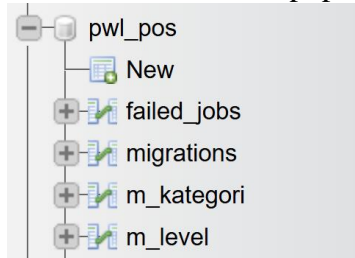 pwl_pos
New
failed_jobs
migrations
m_kategori
m_level